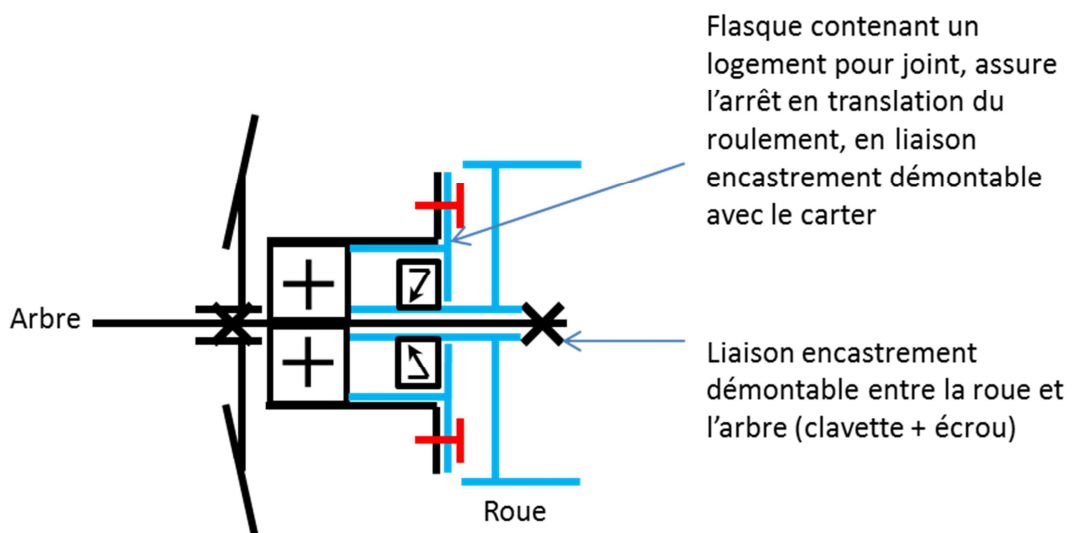 Flasque contenant un
logement pour joint, assure
l’arrêt en translation du
roulement, en liaison
encastrement démontable
avec le carter
Arbre
Liaison encastrement
démontable entre la roue et
l’arbre (clavette + écrou)
Roue